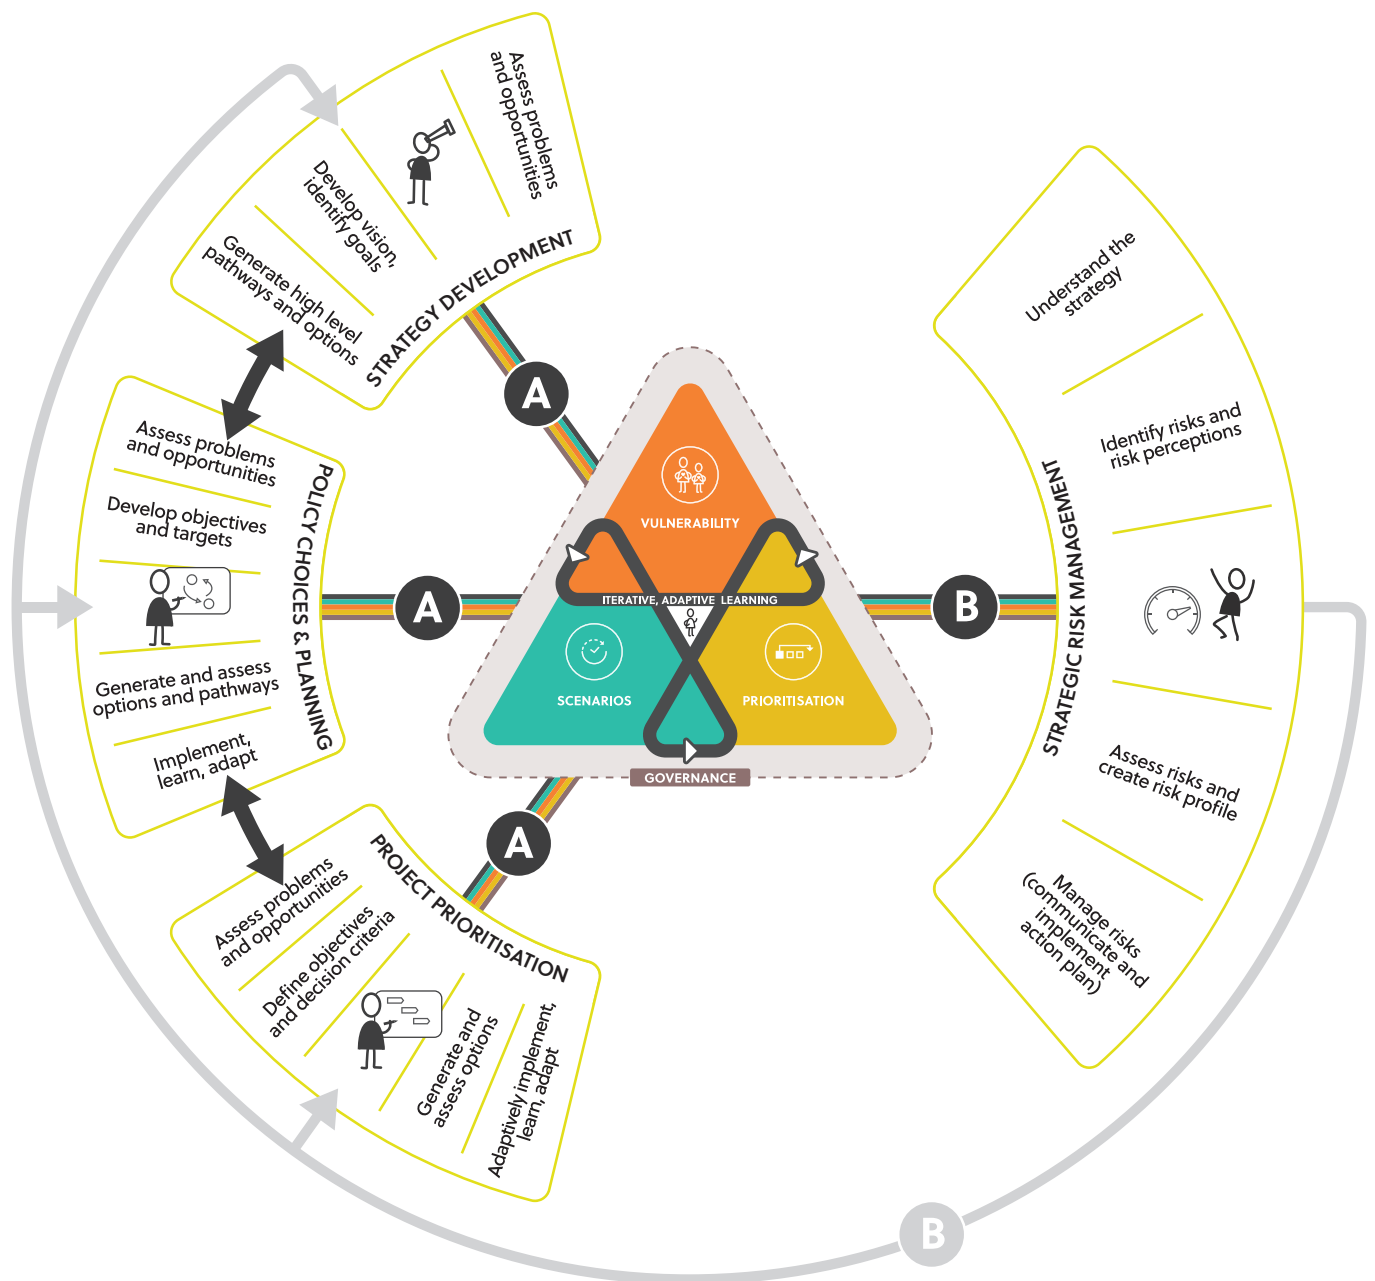 Assess problems
and opportunities
Develop vision,
identify goals
Generate high level
pathways and options
STRATEGY DEVELOPMENT
A
Assess problems
and opportunities
Develop objectives
and targets
Generate and assess
options and pathways
Implement,
learn, adapt
POLICY CHOICES & PLANNING
A
Assess problems
and opportunities
Define objectives
and decision criteria
Generate and
assess options
Adaptively implement,
learn, adapt
PROJECT PRIORITISATION
A
VULNERABILITY
ITERATIVE, ADAPTIVE LEARNING
SCENARIOS
PRIORITISATION
GOVERNANCE
B
STRATEGIC RISK MANAGEMENT
Understand the
strategy
Identify risks and
risk perceptions
Assess risks and
create risk profile
Manage risks
(communicate and
implement
action plan)
B